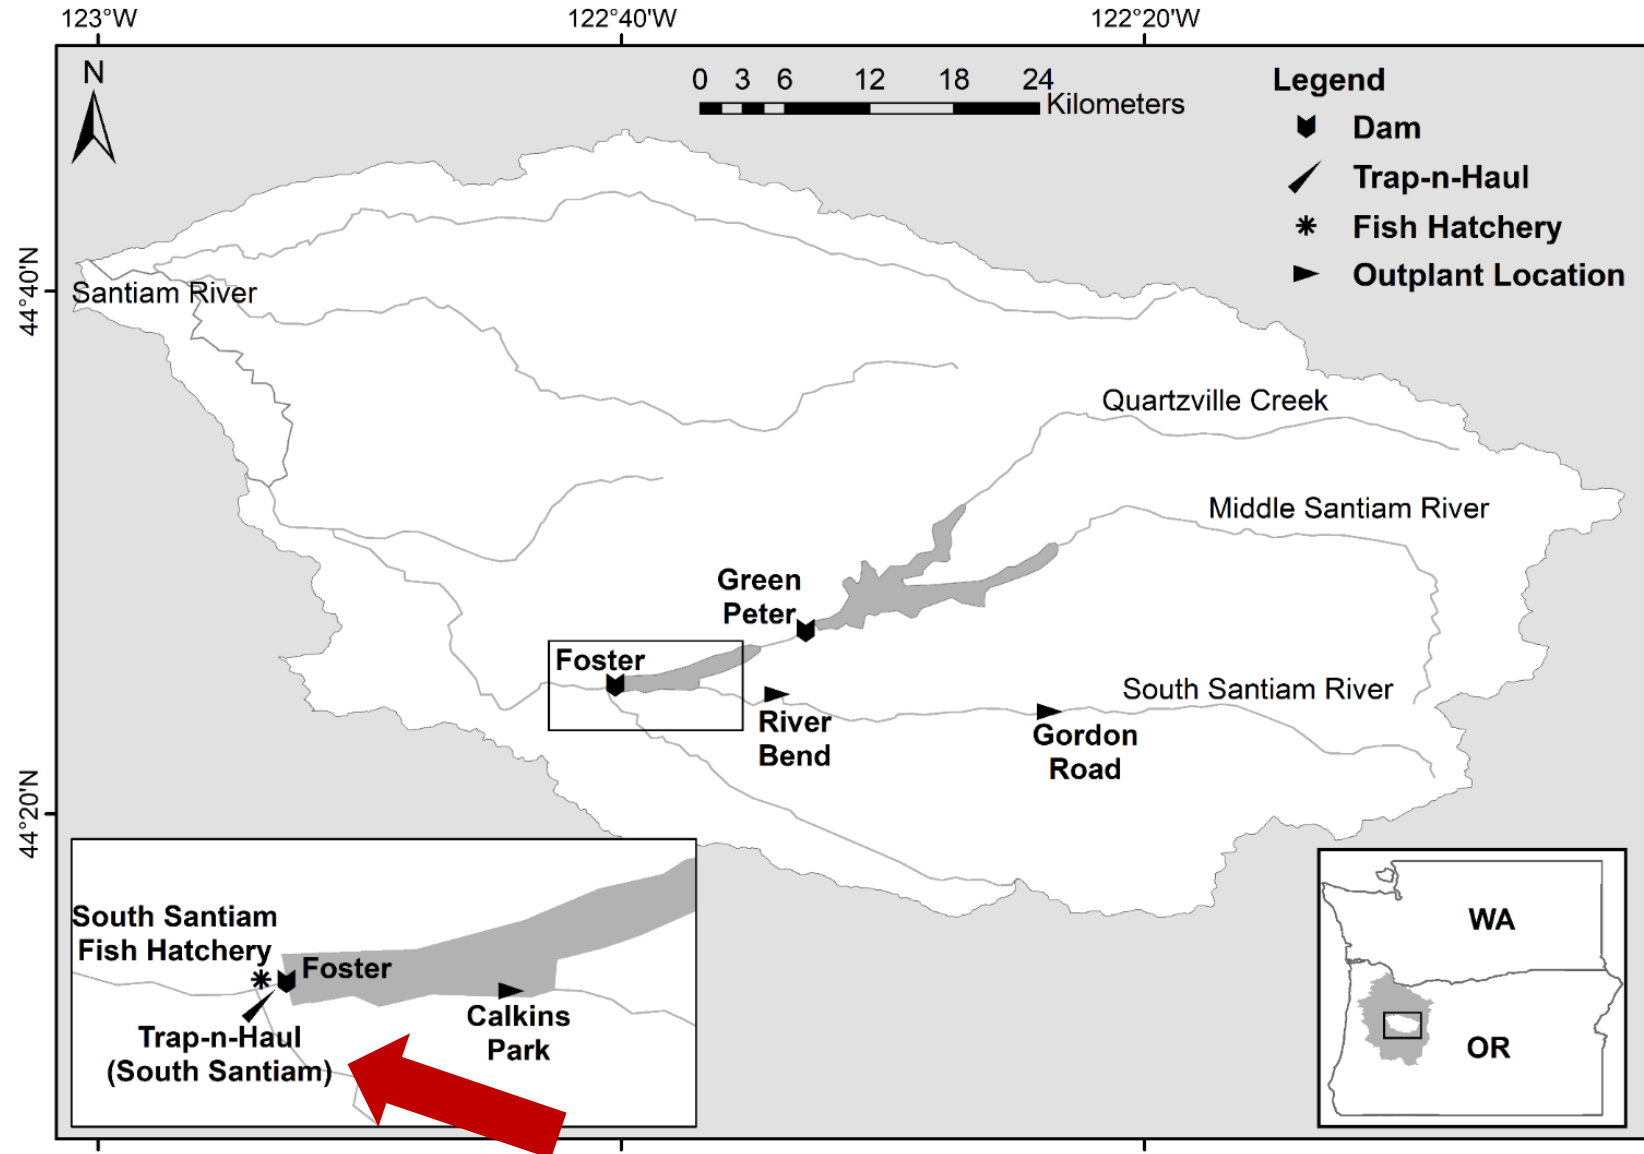 123°W
122°40'W
122°20'W
N
0 3 6 12 18 24
Kilometers
Legend
Dam
Trap-n-Haul
Fish Hatchery
Outplant Location
44°40'N
Santiam River
Quartzville Creek
Middle Santiam River
Green
Peter
Foster
South Santiam River
River
Bend
Gordon
Road
44°20'N
South Santiam
Fish Hatchery
Foster
Calkins
Park
Trap-n-Haul
(South Santiam)
WA
OR